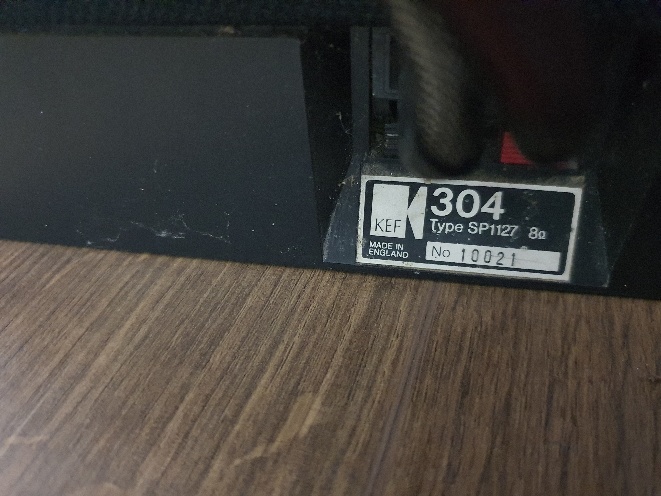 KEF
304
Type SP1127 8Ω
MADE IN
ENGLAND
No 10021